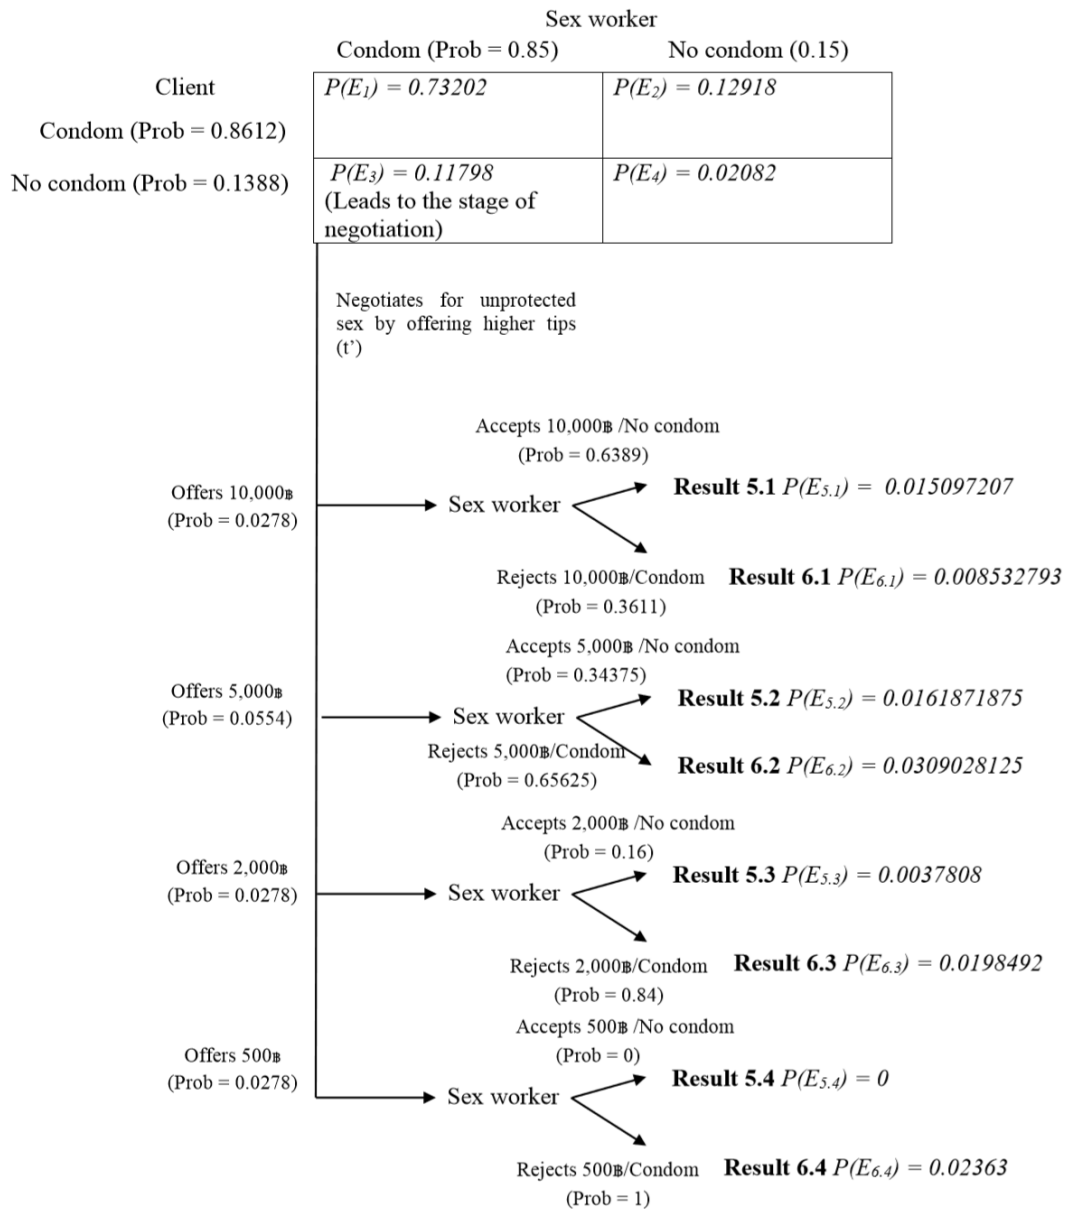 Sex worker
Condom (Prob = 0.85)
No condom (0.15)
Client
P(E1) = 0.73202
P(E2) = 0.12918
Condom (Prob = 0.8612)
No condom (Prob = 0.1388)
P(E3) = 0.11798
(Leads to the stage of
negotiation)
P(E4) = 0.02082
Negotiates for unprotected
sex by offering higher tips
(t’)
Accepts 10,000฿ /No condom
(Prob = 0.6389)
Offers 10,000฿
(Prob = 0.0278)
Sex worker
Result 5.1 P(E5.1) = 0.015097207
Rejects 10,000฿/Condom
(Prob = 0.3611)
Result 6.1 P(E6.1) = 0.008532793
Accepts 5,000฿ /No condom
(Prob = 0.34375)
Offers 5,000฿
(Prob = 0.0554)
Sex worker
Result 5.2 P(E5.2) = 0.0161871875
Rejects 5,000฿/Condom
(Prob = 0.65625)
Result 6.2 P(E6.2) = 0.0309028125
Accepts 2,000฿ /No condom
(Prob = 0.16)
Offers 2,000฿
(Prob = 0.0278)
Sex worker
Result 5.3 P(E5.3) = 0.0037808
Rejects 2,000฿/Condom
(Prob = 0.84)
Result 6.3 P(E6.3) = 0.0198492
Accepts 500฿ /No condom
(Prob = 0)
Offers 500฿
(Prob = 0.0278)
Sex worker
Result 5.4 P(E5.4) = 0
Rejects 500฿/Condom
(Prob = 1)
Result 6.4 P(E6.4) = 0.02363